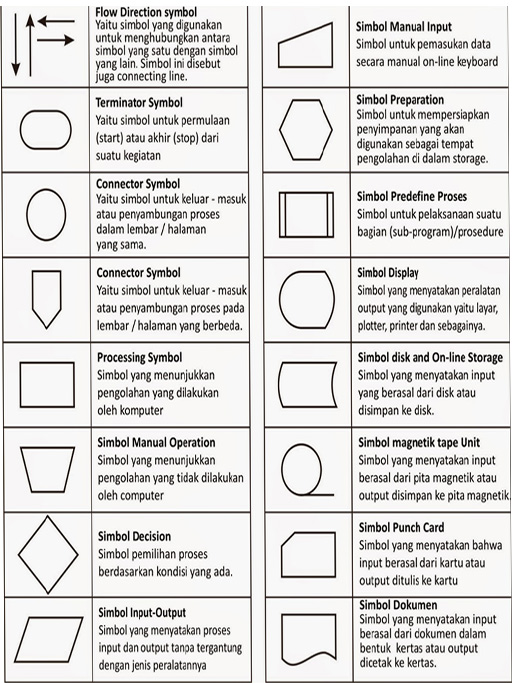 Flow Direction symbol
Yaitu simbol yang digunakan
untuk menghubungkan antara
simbol yang satu dengan simbol
yang lain. Simbol ini disebut
juga connecting line.
Terminator Symbol
Yaitu simbol untuk permulaan
(start) atau akhir (stop) dari
suatu kegiatan
Connector Symbol
Yaitu simbol untuk keluar - masuk
atau penyambungan proses
dalam lembar / halaman
yang sama.
Connector Symbol
Yaitu simbol untuk keluar - masuk
atau penyambungan proses pada
lembar / halaman yang berbeda.
Processing Symbol
Simbol yang menunjukkan
pengolahan yang dilakukan
oleh komputer
Simbol Manual Operation
Simbol yang menunjukkan
pengolahan yang tidak dilakukan
oleh computer
Simbol Decision
Simbol pemilihan proses
berdasarkan kondisi yang ada.
Simbol Input-Output
Simbol yang menyatakan proses
input dan output tanpa tergantung
dengan jenis peralatannya
Simbol Manual Input
Simbol untuk pemasukan data
secara manual on-line keyboard
Simbol Preparation
Simbol untuk mempersiapkan
penyimpanan yang akan
digunakan sebagai tempat
pengolahan di dalam storage.
Simbol Predefine Proses
Simbol untuk pelaksanaan suatu
bagian (sub-program)/prosedure
Simbol Display
Simbol yang menyatakan peralatan
output yang digunakan yaitu layar,
plotter, printer dan sebagainya.
Simbol disk and On-line Storage
Simbol yang menyatakan input
yang berasal dari disk atau
disimpan ke disk.
Simbol magnetik tape Unit
Simbol yang menyatakan input
berasal dari pita magnetik atau
output disimpan ke pita magnetik.
Simbol Punch Card
Simbol yang menyatakan bahwa
input berasal dari kartu atau
output ditulis ke kartu
Simbol Dokumen
Simbol yang menyatakan input
berasal dari dokumen dalam
bentuk kertas atau output
dicetak ke kertas.